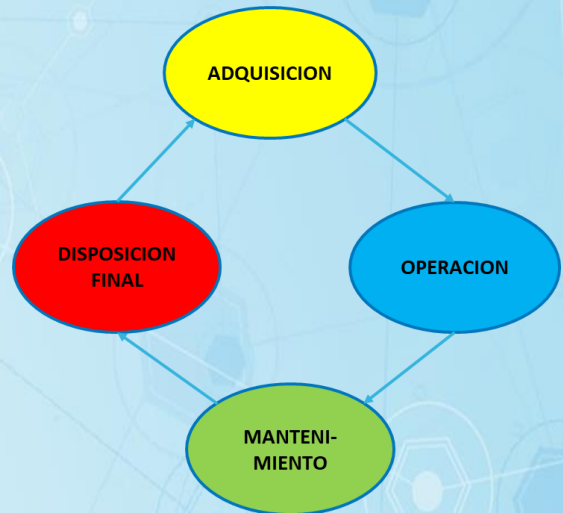 ADQUISICION
DISPOSICION
FINAL
OPERACION
MANTENI-
MIENTO